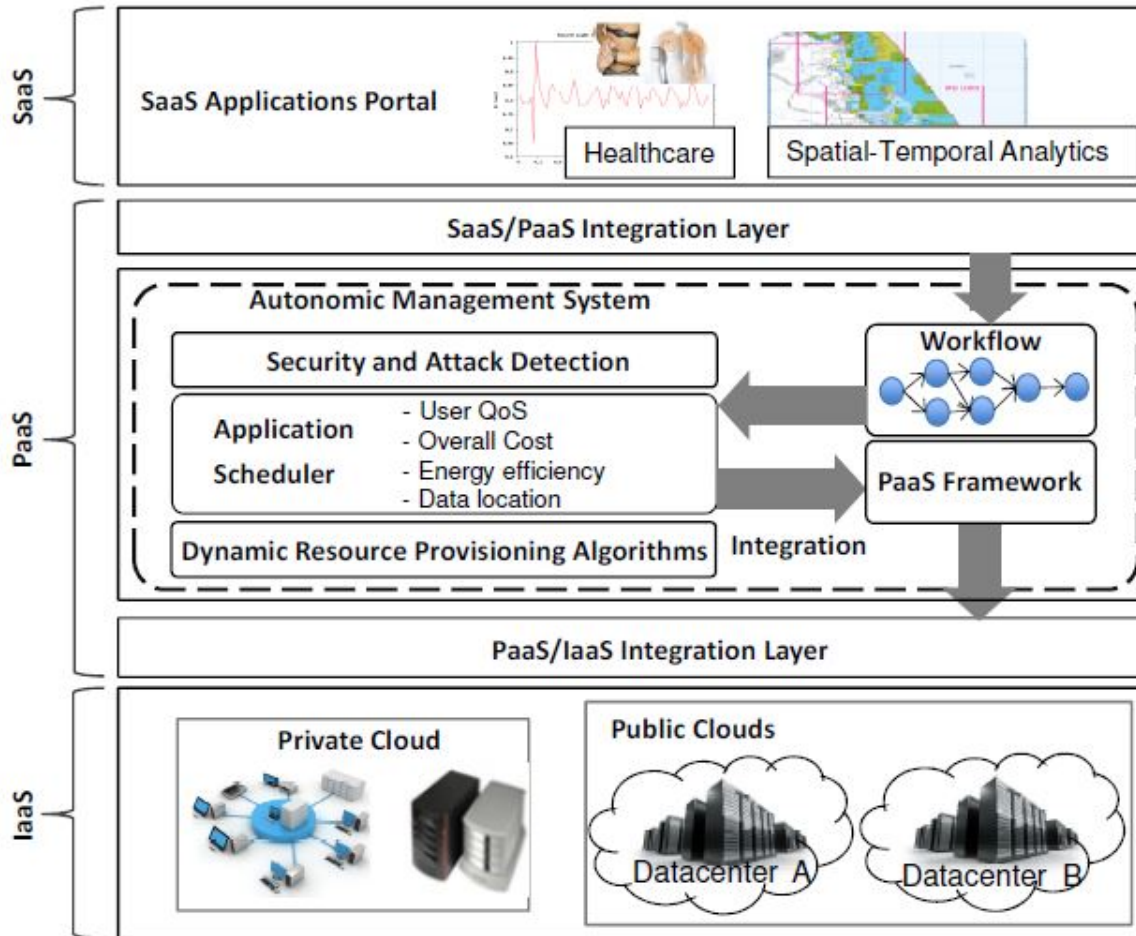 SaaS
SaaS Applications Portal
Healthcare
Spatial-Temporal Analytics
PaaS
SaaS/PaaS Integration Layer
Autonomic Management System
Security and Attack Detection
Application
Scheduler
- User QoS
- Overall Cost
- Energy efficiency
- Data location
Dynamic Resource Provisioning Algorithms
Workflow
PaaS Framework
Integration
PaaS/IaaS Integration Layer
IaaS
Private Cloud
Public Clouds
Datacenter A
Datacenter B